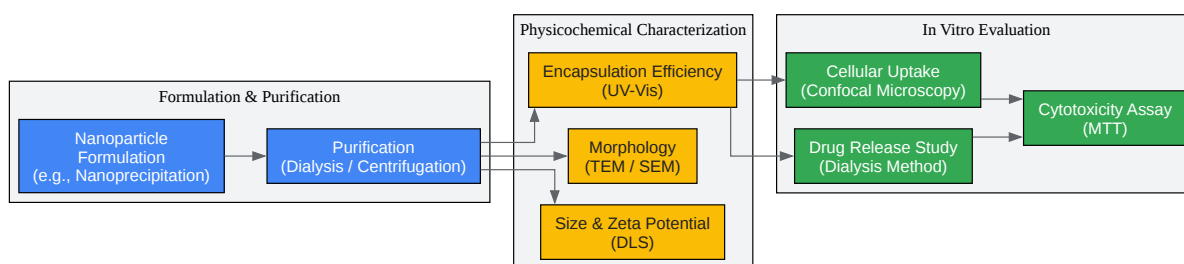 Formulation & Purification
Nanoparticle
Formulation
(e.g., Nanoprecipitation)
Purification
(Dialysis / Centrifugation)
Physicochemical Characterization
Encapsulation Efficiency
(UV-Vis)
Morphology
(TEM / SEM)
Size & Zeta Potential
(DLS)
In Vitro Evaluation
Cellular Uptake
(Confocal Microscopy)
Drug Release Study
(Dialysis Method)
Cytotoxicity Assay
(MTT)